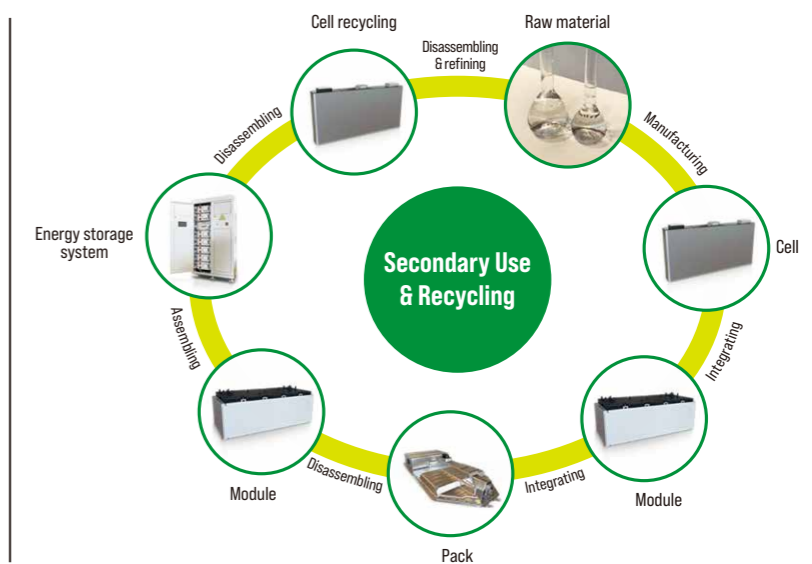 Cell recycling
Disassembling
& refining
Raw material
Manufacturing
Disassembling
Cell
Energy storage
system
Secondary Use
& Recycling
Integrating
Assembling
Module
Disassembling
Pack
Integrating
Module